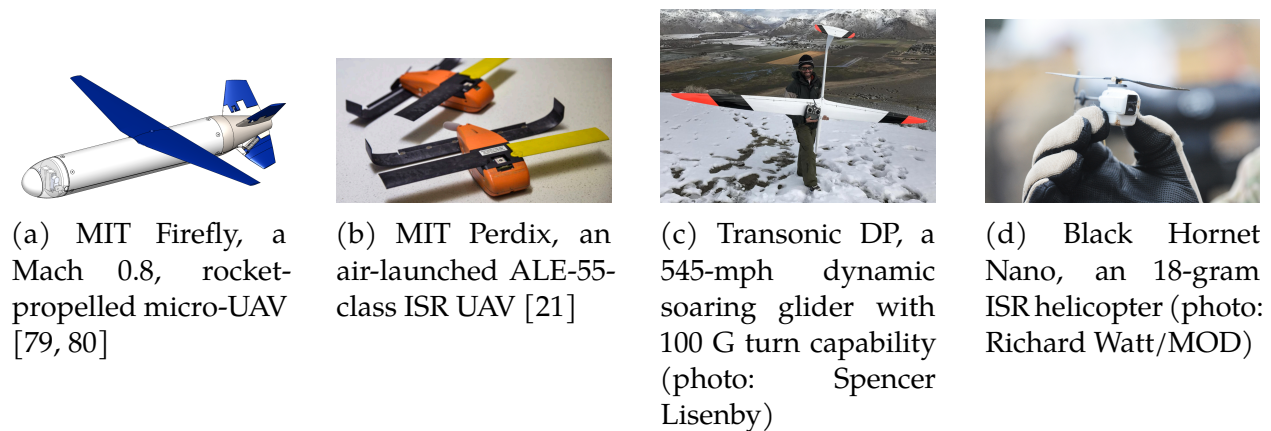 (a) MIT Firefly, a
Mach 0.8, rocket-
propelled micro-UAV
[79, 80]
(b) MIT Perdix, an
air-launched ALE-55-
class ISR UAV [21]
(c) Transonic DP, a
545-mph dynamic
soaring glider with
100 G turn capability
(photo: Spencer
Lisenby)
(d) Black Hornet
Nano, an 18-gram
ISR helicopter (photo:
Richard Watt/MOD)